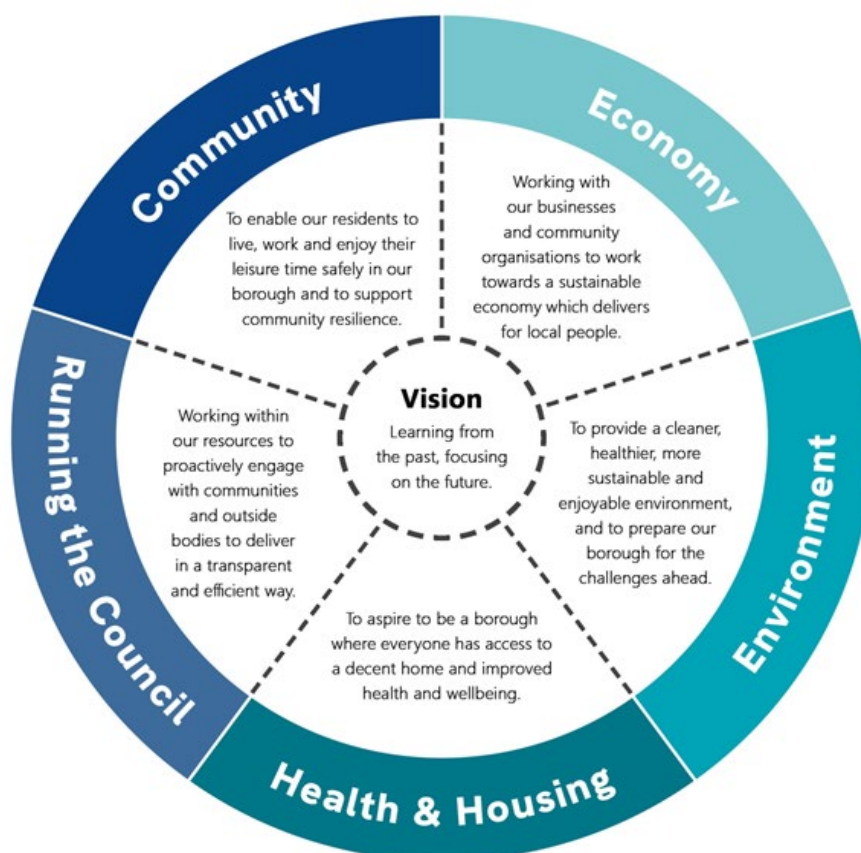 Community
To enable our residents to
live, work and enjoy their
leisure time safely in our
borough and to support
community resilience.
Economy
Working with
our businesses
and community
organisations to work
towards a sustainable
economy which delivers
for local people.
Environment
To provide a cleaner,
healthier, more
sustainable and
enjoyable environment,
and to prepare our
borough for the
challenges ahead.
Health & Housing
To aspire to be a borough
where everyone has access to
a decent home and improved
health and wellbeing.
Running the Council
Working within
our resources to
proactively engage
with communities
and outside
bodies to deliver
in a transparent
and efficient way.
Vision
Learning from
the past, focusing
on the future.